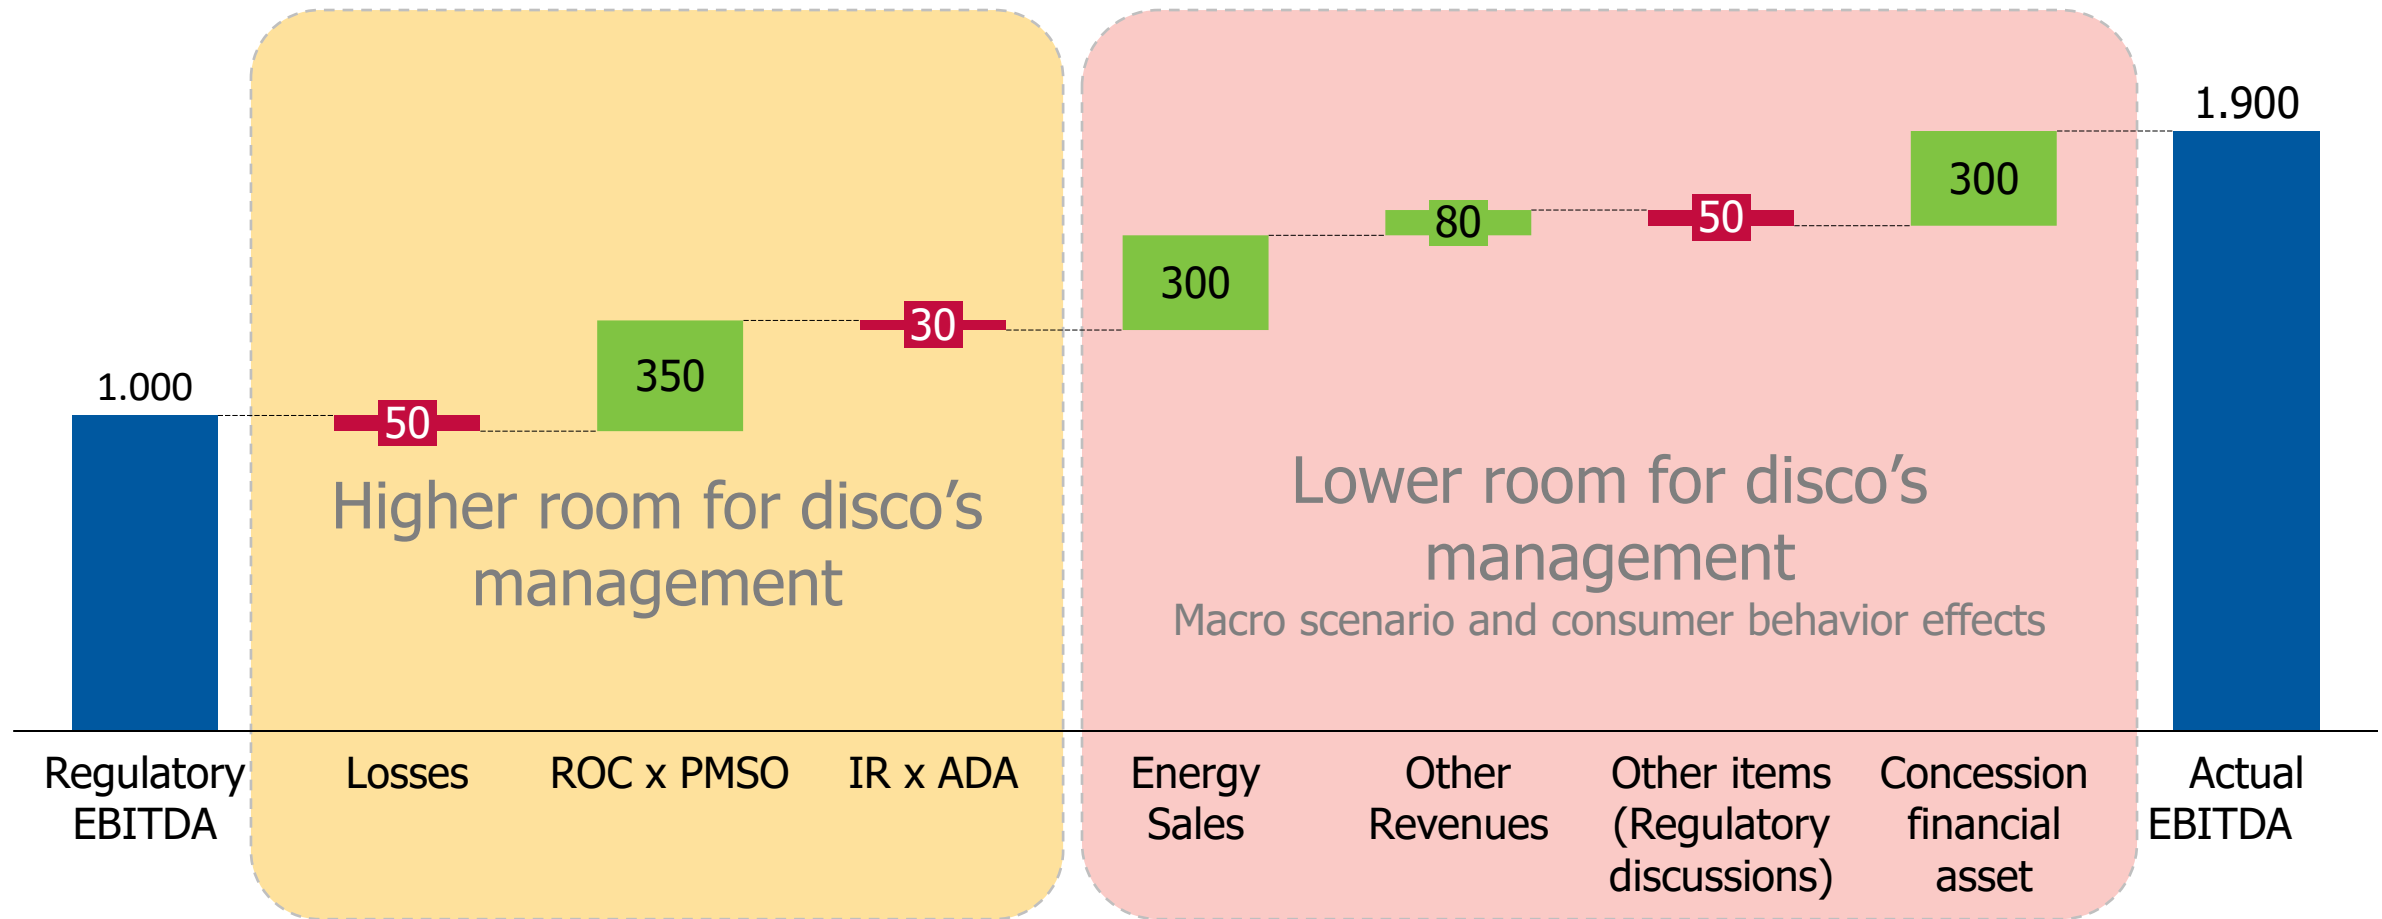 1.900
300
80
50
300
30
350
1.000
50
Higher room for disco’s
management
Lower room for disco’s
management
Macro scenario and consumer behavior effects
Regulatory
EBITDA
Losses
ROC x PMSO
IR x ADA
Energy
Sales
Other
Revenues
Other items
(Regulatory
discussions)
Concession
financial
asset
Actual
EBITDA